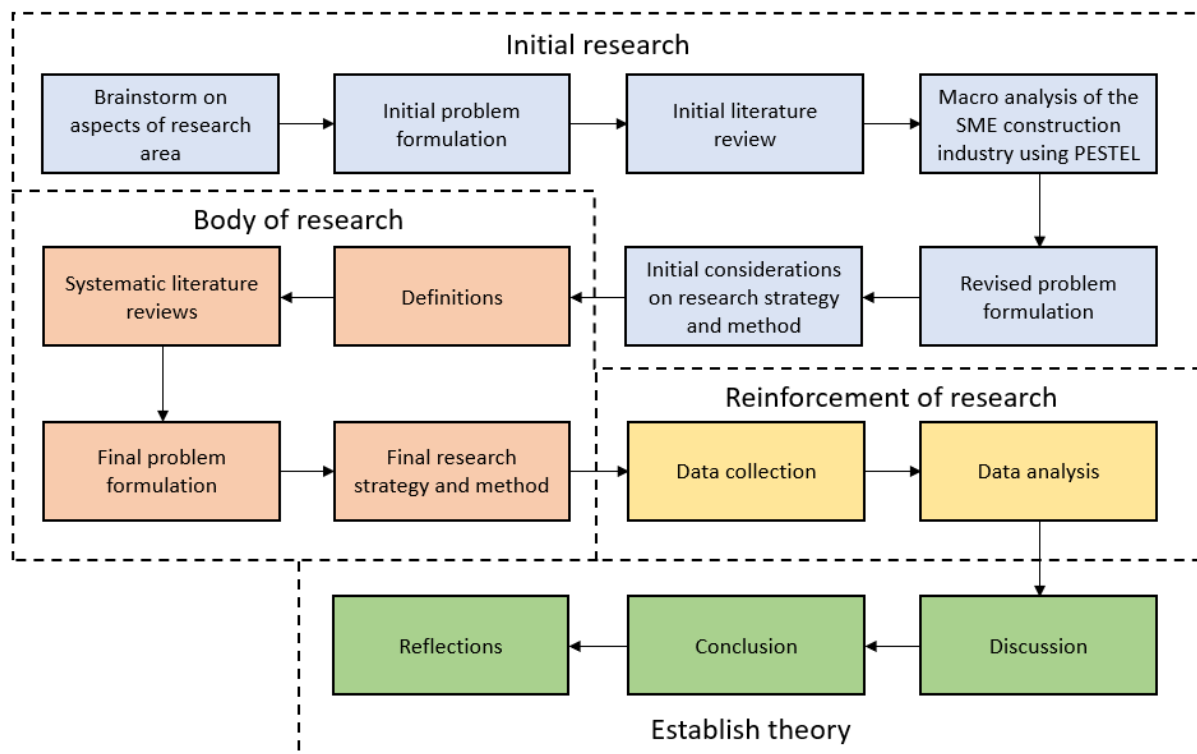 Initial research
Brainstorm on
aspects of research
area
Initial problem
formulation
Initial literature
review
Macro analysis of the
SME construction
industry using PESTEL
Body of research
Systematic literature
reviews
Definitions
Initial considerations
on research strategy
and method
Revised problem
formulation
Reinforcement of research
Final problem
formulation
Final research
strategy and method
Data collection
Data analysis
Reflections
Conclusion
Discussion
Establish theory